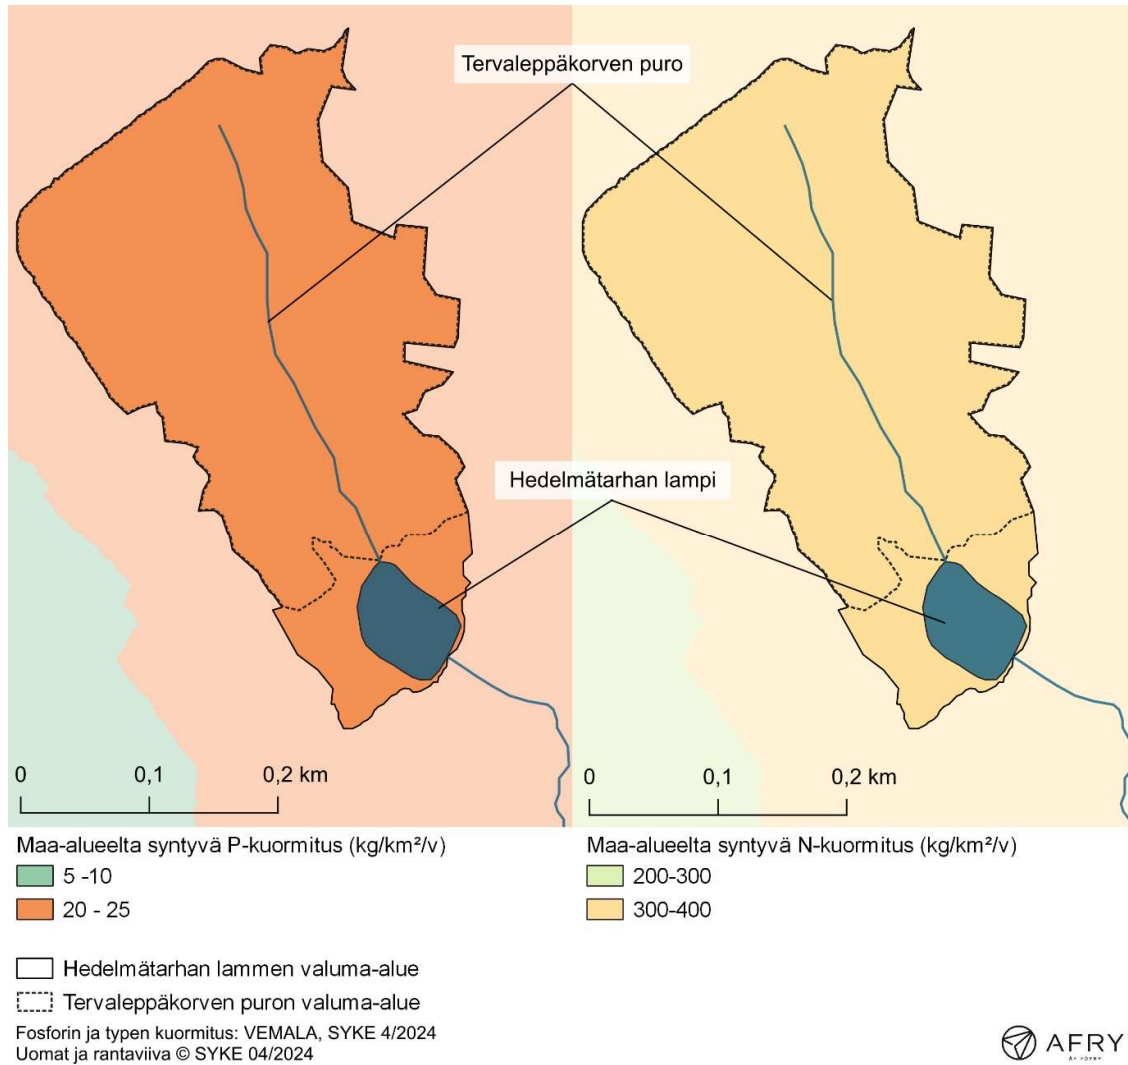 Tervaleppäkorven puro
Hedelmätarhan lampi
0 0,1 0,2 km
0 0,1 0,2 km
Maa-alueelta syntyvä P-kuormitus (kg/km²/v)
5 -10
20 - 25
Maa-alueelta syntyvä N-kuormitus (kg/km²/v)
200-300
300-400
Hedelmätarhan lammen valuma-alue
Tervaleppäkorven puron valuma-alue
Fosforin ja typen kuormitus: VEMALA, SYKE 4/2024
Uomat ja rantaviiva © SYKE 04/2024
AFRY
ÅF PÖYRY